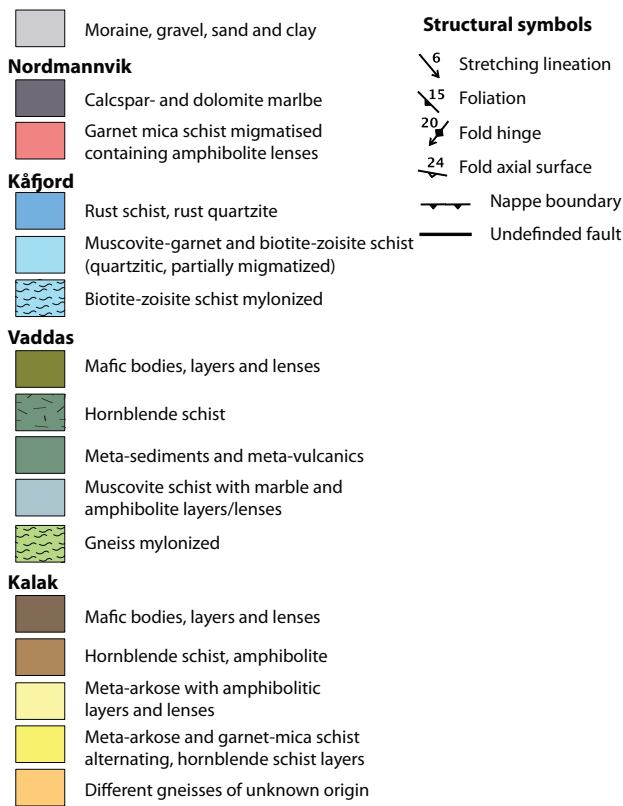 Moraine, gravel, sand and clay
Nordmannvik
Calcspar- and dolomite marlbe
Garnet mica schist migmatised
containing amphibolite lenses
Kåfjord
Rust schist, rust quartzite
Muscovite-garnet and biotite-zoisite schist
(quartzitic, partially migmatized)
Biotite-zoisite schist mylonized
Vaddas
Mafic bodies, layers and lenses
Hornblende schist
Meta-sediments and meta-vulcanics
Muscovite schist with marble and
amphibolite layers/lenses
Gneiss mylonized
Kalak
Mafic bodies, layers and lenses
Hornblende schist, amphibolite
Meta-arkose with amphibolitic
layers and lenses
Meta-arkose and garnet-mica schist
alternating, hornblende schist layers
Different gneisses of unknown origin
Structural symbols
6 Stretching lineation
15 Foliation
20 Fold hinge
24 Fold axial surface
Nappe boundary
Undefinded fault